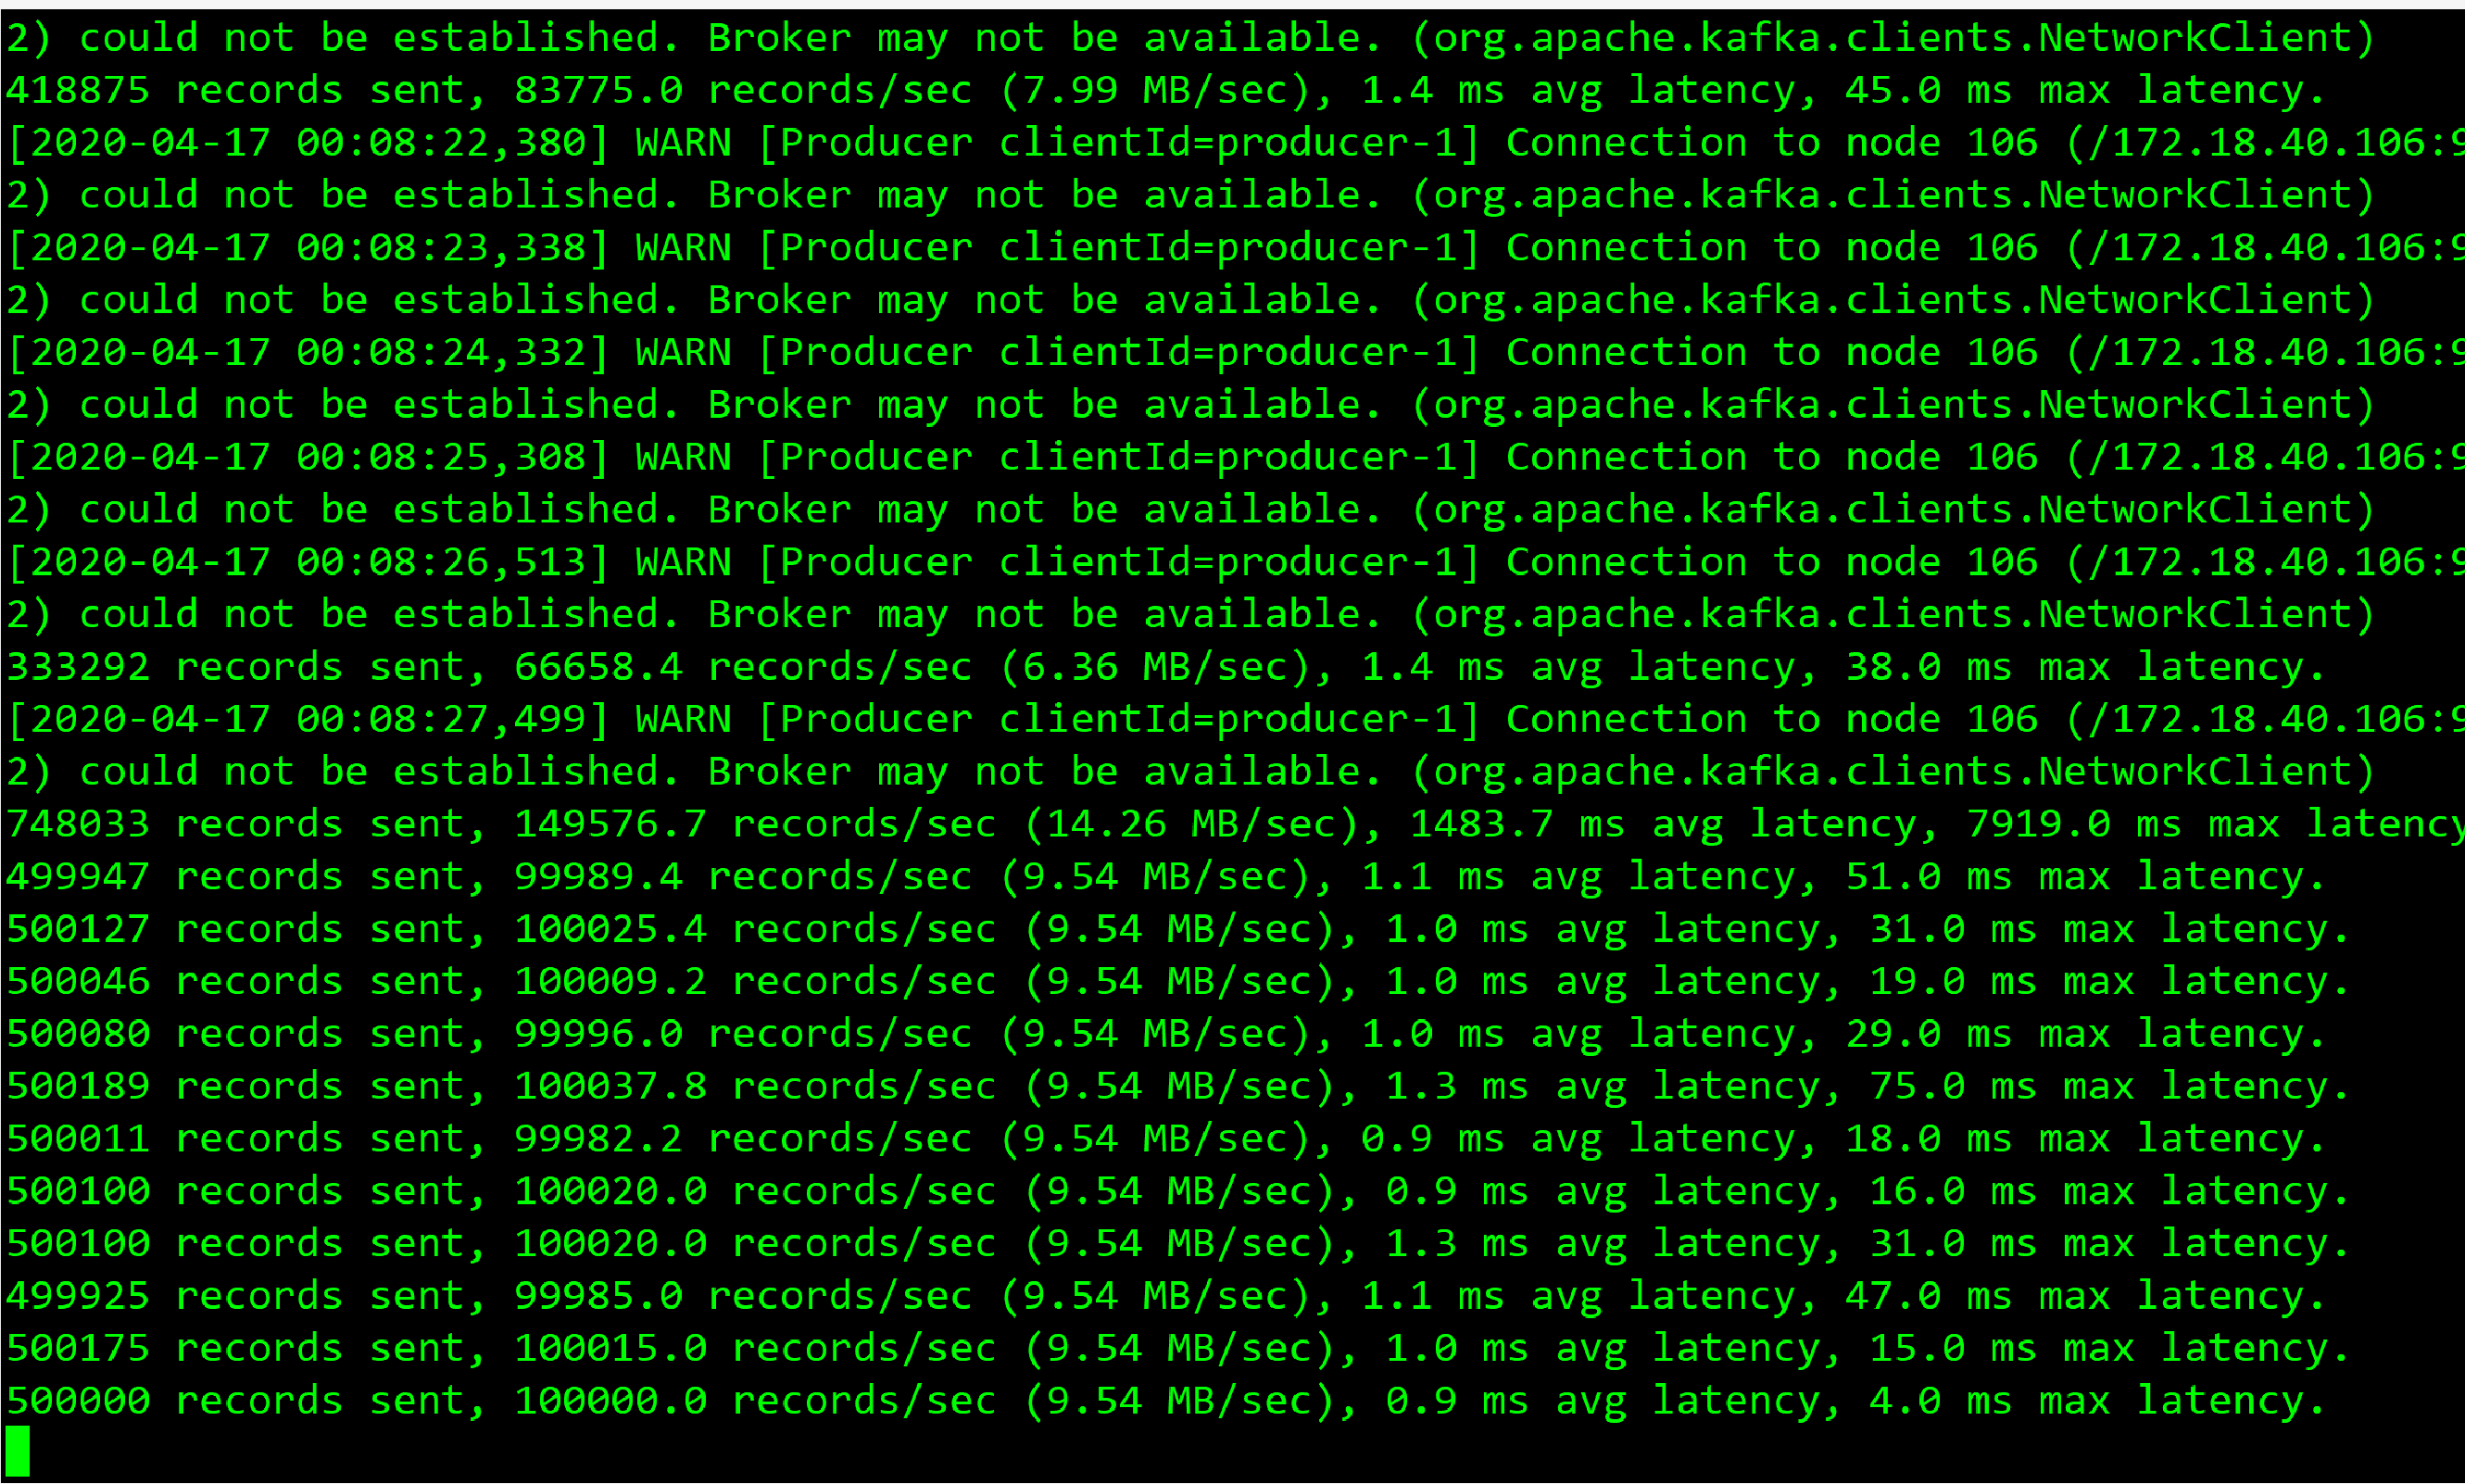 2) could not be established. Broker may not be available. (org.apache.kafka.clients.NetworkClient)
418875 records sent, 83775.0 records/sec (7.99 MB/sec), 1.4 ms avg latency, 45.0 ms max latency.
[2020-04-17 00:08:22,380] WARN [Producer clientId=producer-1] Connection to node 106 (/172.18.40.106:9
2) could not be established. Broker may not be available. (org.apache.kafka.clients.NetworkClient)
[2020-04-17 00:08:23,338] WARN [Producer clientId=producer-1] Connection to node 106 (/172.18.40.106:9
2) could not be established. Broker may not be available. (org.apache.kafka.clients.NetworkClient)
[2020-04-17 00:08:24,332] WARN [Producer clientId=producer-1] Connection to node 106 (/172.18.40.106:9
2) could not be established. Broker may not be available. (org.apache.kafka.clients.NetworkClient)
[2020-04-17 00:08:25,308] WARN [Producer clientId=producer-1] Connection to node 106 (/172.18.40.106:9
2) could not be established. Broker may not be available. (org.apache.kafka.clients.NetworkClient)
[2020-04-17 00:08:26,513] WARN [Producer clientId=producer-1] Connection to node 106 (/172.18.40.106:9
2) could not be established. Broker may not be available. (org.apache.kafka.clients.NetworkClient)
333292 records sent, 66658.4 records/sec (6.36 MB/sec), 1.4 ms avg latency, 38.0 ms max latency.
[2020-04-17 00:08:27,499] WARN [Producer clientId=producer-1] Connection to node 106 (/172.18.40.106:9
2) could not be established. Broker may not be available. (org.apache.kafka.clients.NetworkClient)
748033 records sent, 149576.7 records/sec (14.26 MB/sec), 1483.7 ms avg latency, 7919.0 ms max latency
499947 records sent, 99989.4 records/sec (9.54 MB/sec), 1.1 ms avg latency, 51.0 ms max latency.
500127 records sent, 100025.4 records/sec (9.54 MB/sec), 1.0 ms avg latency, 31.0 ms max latency.
500046 records sent, 100009.2 records/sec (9.54 MB/sec), 1.0 ms avg latency, 19.0 ms max latency.
500080 records sent, 99996.0 records/sec (9.54 MB/sec), 1.0 ms avg latency, 29.0 ms max latency.
500189 records sent, 100037.8 records/sec (9.54 MB/sec), 1.3 ms avg latency, 75.0 ms max latency.
500011 records sent, 99982.2 records/sec (9.54 MB/sec), 0.9 ms avg latency, 18.0 ms max latency.
500100 records sent, 100020.0 records/sec (9.54 MB/sec), 0.9 ms avg latency, 16.0 ms max latency.
500100 records sent, 100020.0 records/sec (9.54 MB/sec), 1.3 ms avg latency, 31.0 ms max latency.
499925 records sent, 99985.0 records/sec (9.54 MB/sec), 1.1 ms avg latency, 47.0 ms max latency.
500175 records sent, 100015.0 records/sec (9.54 MB/sec), 1.0 ms avg latency, 15.0 ms max latency.
500000 records sent, 100000.0 records/sec (9.54 MB/sec), 0.9 ms avg latency, 4.0 ms max latency.